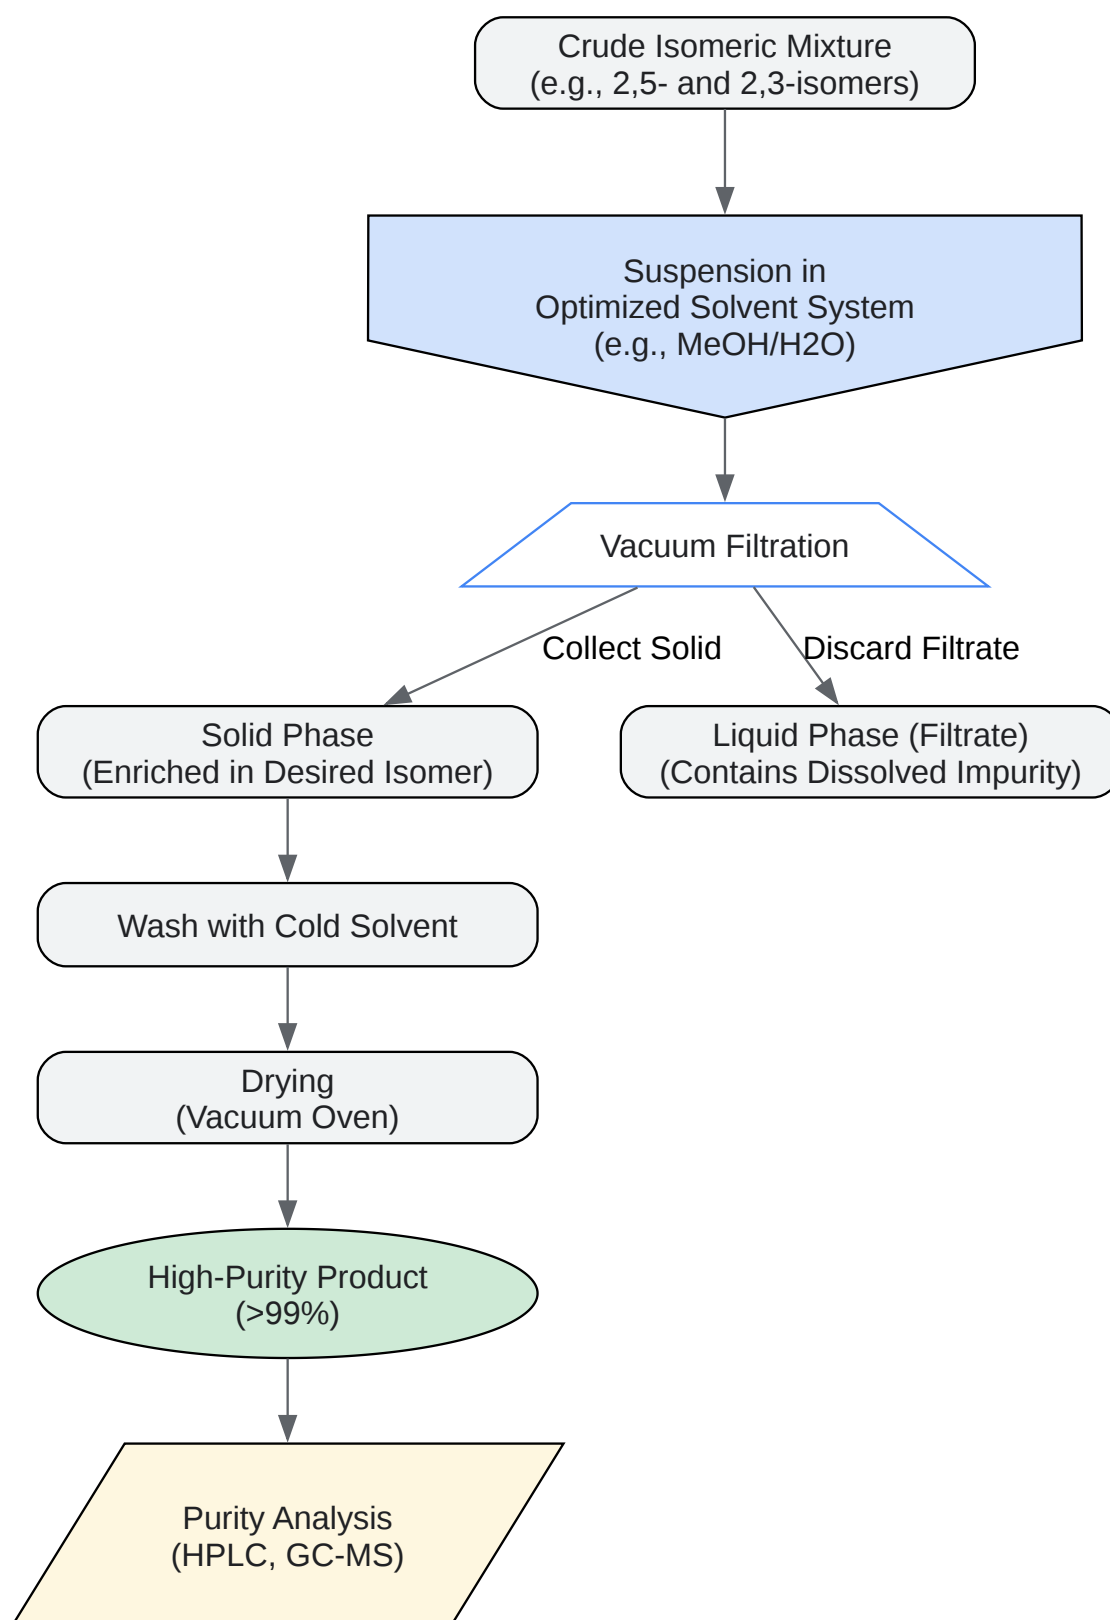 Crude Isomeric Mixture
(e.g., 2,5- and 2,3-isomers)
Suspension in
Optimized Solvent System
(e.g., MeOH/H2O)
Vacuum Filtration
Collect Solid
Discard Filtrate
Solid Phase
(Enriched in Desired Isomer)
Liquid Phase (Filtrate)
(Contains Dissolved Impurity)
Wash with Cold Solvent
Drying
(Vacuum Oven)
High-Purity Product
(>99%)
Purity Analysis
(HPLC, GC-MS)